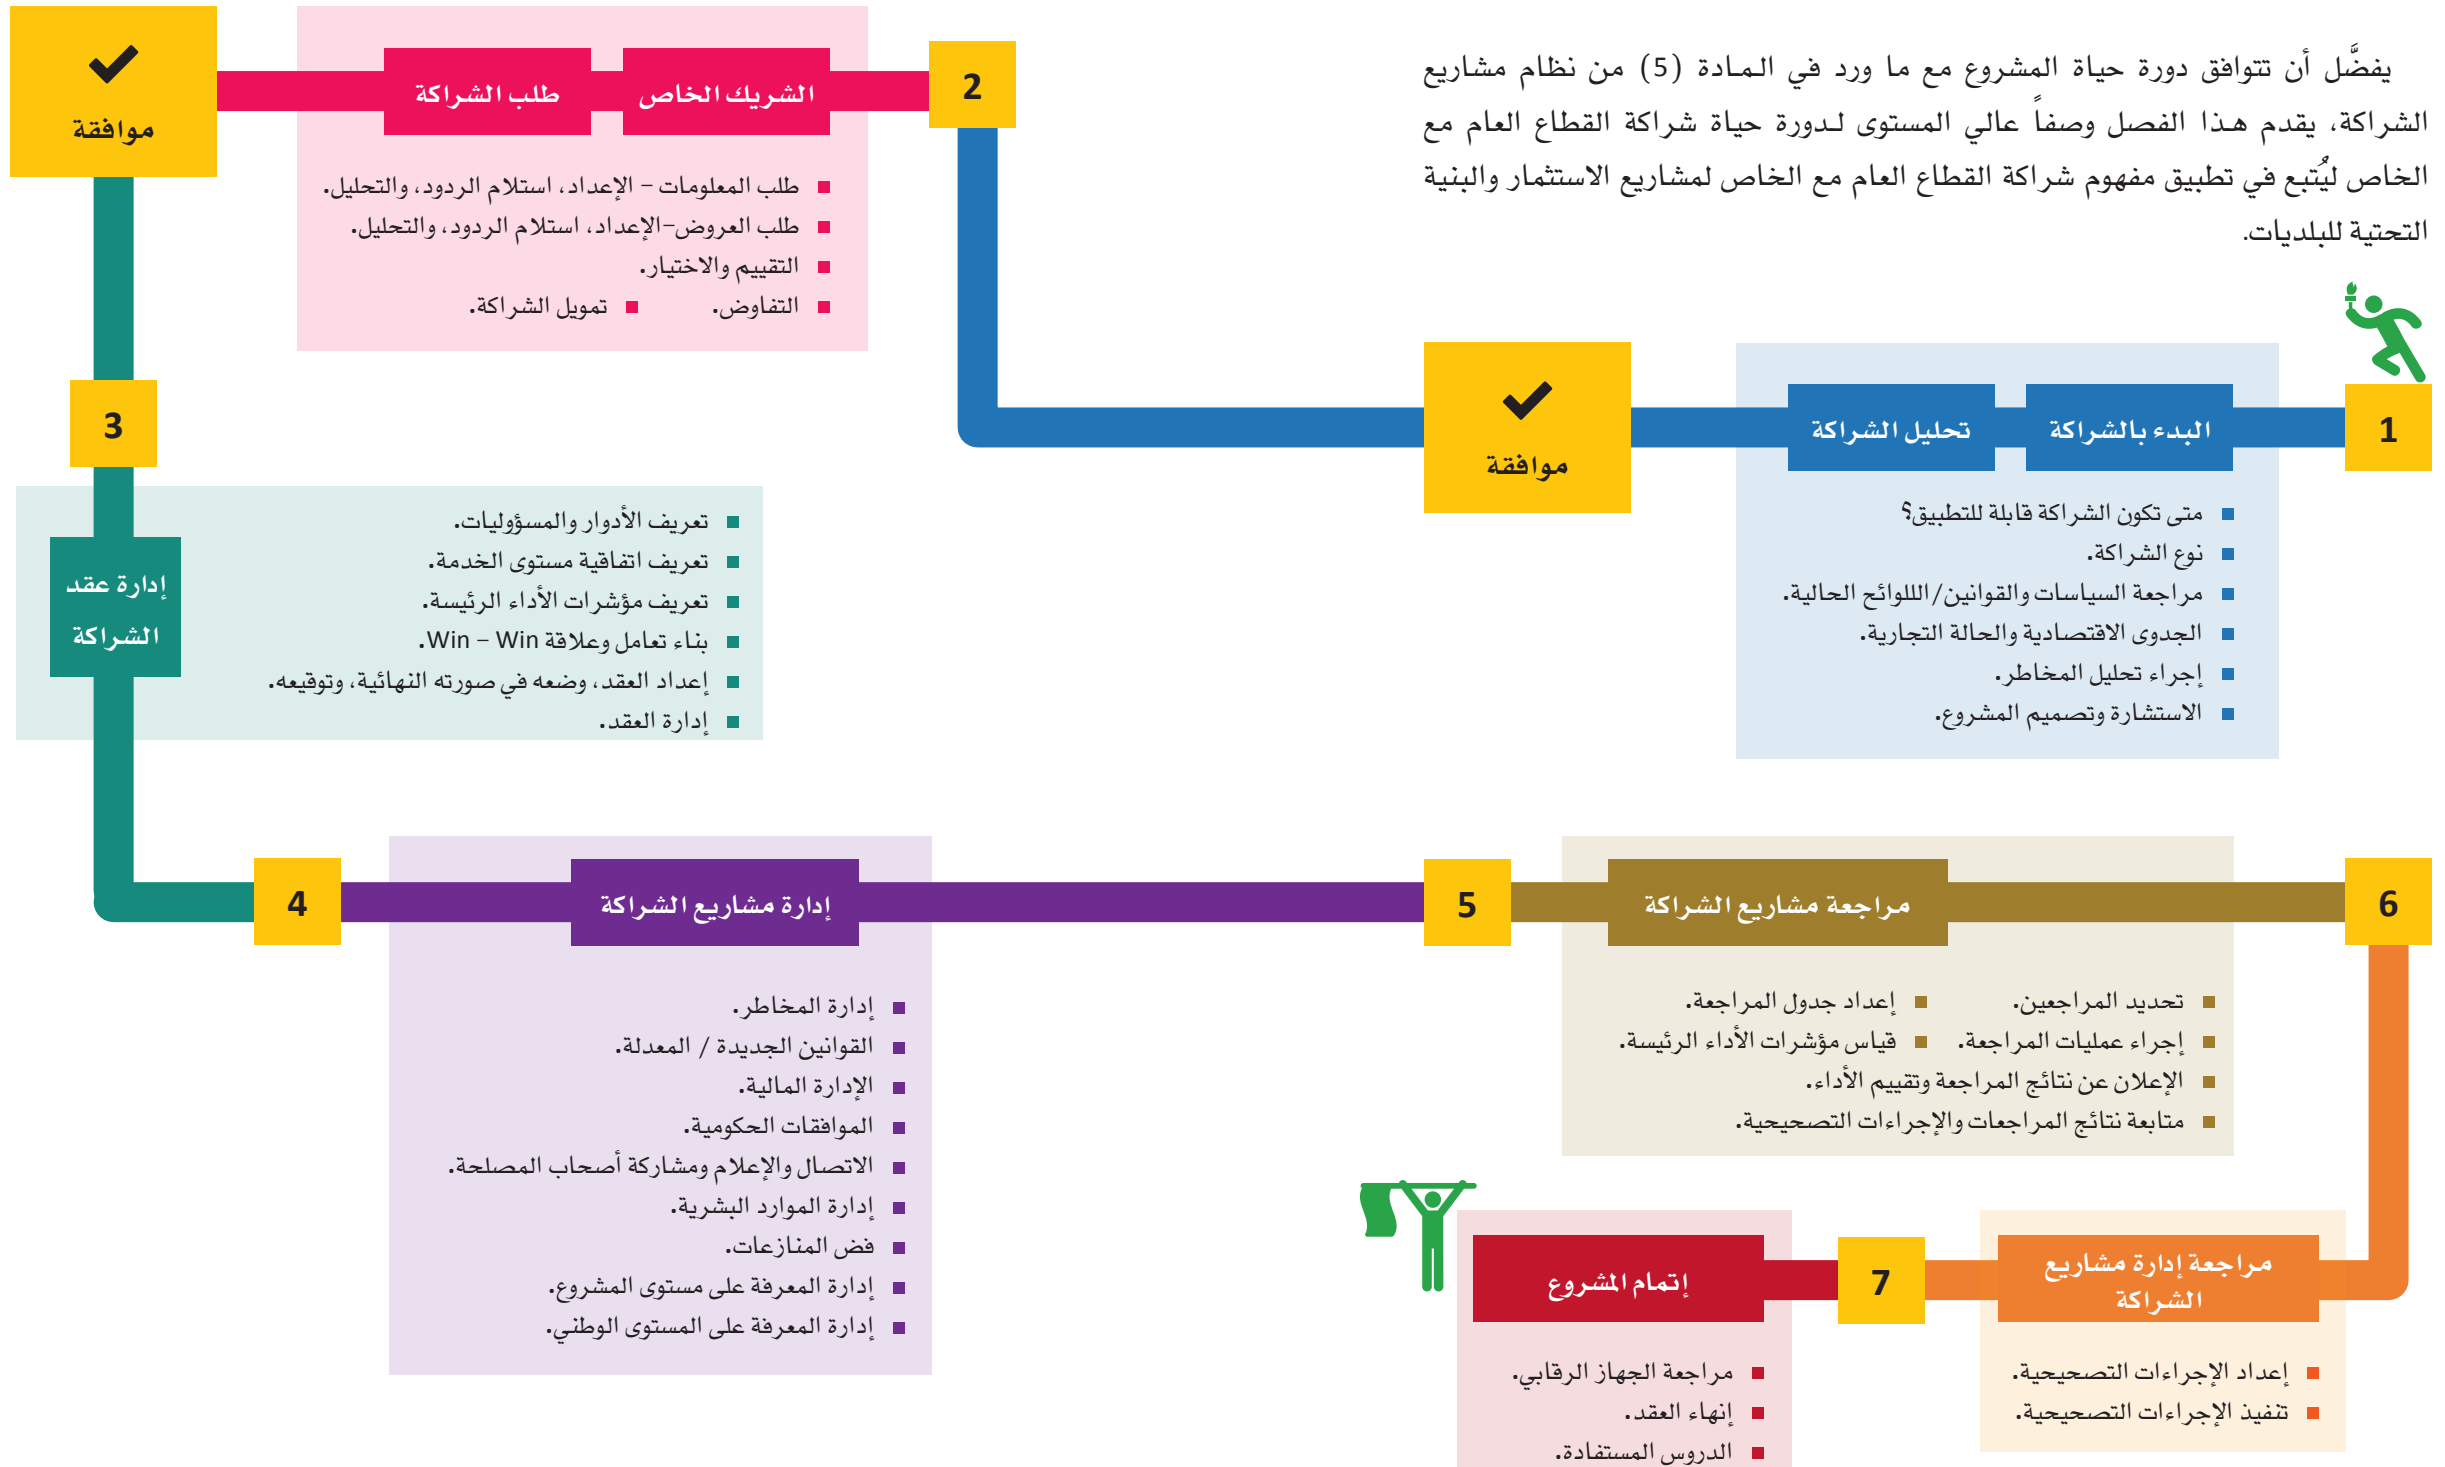 يفضَّل أن تتوافق دورة حياة المشروع مع ما ورد في المادة (5) من نظام مشاريع
الشراكة، يقدم هذا الفصل وصفاً عالي المستوى لدورة حياة شراكة القطاع العام مع
الخاص ليُتبع في تطبيق مفهوم شراكة القطاع العام مع الخاص لمشاريع الاستثمار والبنية
التحتية للبلديات.
1
البدء بالشراكة
تحليل الشراكة
موافقة
متى تكون الشراكة قابلة للتطبيق؟
نوع الشراكة.
مراجعة السياسات والقوانين/الللوائح الحالية.
الجدوى الاقتصادية والحالة التجارية.
إجراء تحليل المخاطر.
الاستشارة وتصميم المشروع.
2
الشريك الخاص
طلب الشراكة
موافقة
طلب المعلومات – الإعداد، استلام الردود، والتحليل.
طلب العروض–الإعداد، استلام الردود، والتحليل.
التقييم والاختيار.
التفاوض.
تمويل الشراكة.
3
إدارة عقد
الشراكة
تعريف الأدوار والمسؤوليات.
تعريف اتفاقية مستوى الخدمة.
تعريف مؤشرات الأداء الرئيسة.
بناء تعامل وعلاقة Win – Win.
إعداد العقد، وضعه في صورته النهائية، وتوقيعه.
إدارة العقد.
4
إدارة مشاريع الشراكة
إدارة المخاطر.
القوانين الجديدة / المعدلة.
الإدارة المالية.
الموافقات الحكومية.
الاتصال والإعلام ومشاركة أصحاب المصلحة.
إدارة الموارد البشرية.
فض المنازعات.
إدارة المعرفة على مستوى المشروع.
إدارة المعرفة على المستوى الوطني.
5
مراجعة مشاريع الشراكة
تحديد المراجعين.
إعداد جدول المراجعة.
إجراء عمليات المراجعة.
قياس مؤشرات الأداء الرئيسة.
الإعلان عن نتائج المراجعة وتقييم الأداء.
متابعة نتائج المراجعات والإجراءات التصحيحية.
6
مراجعة إدارة مشاريع
الشراكة
إعداد الإجراءات التصحيحية.
تنفيذ الإجراءات التصحيحية.
7
إتمام المشروع
مراجعة الجهاز الرقابي.
إنهاء العقد.
الدروس المستفادة.